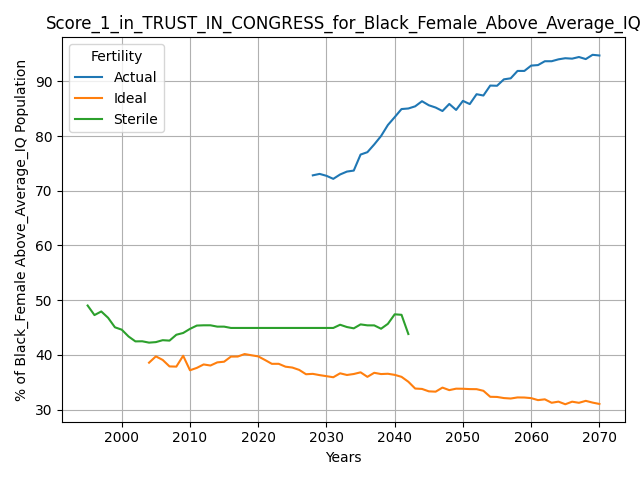 Score_1_in_TRUST_IN_CONGRESS_for_Black_Female_Above_Average_IQ
Fertility
Actual
Ideal
Sterile
% of Black_Female Above_Average_IQ Population
90
80
70
60
50
40
30
2000 2010 2020 2030 2040 2050 2060 2070
Years